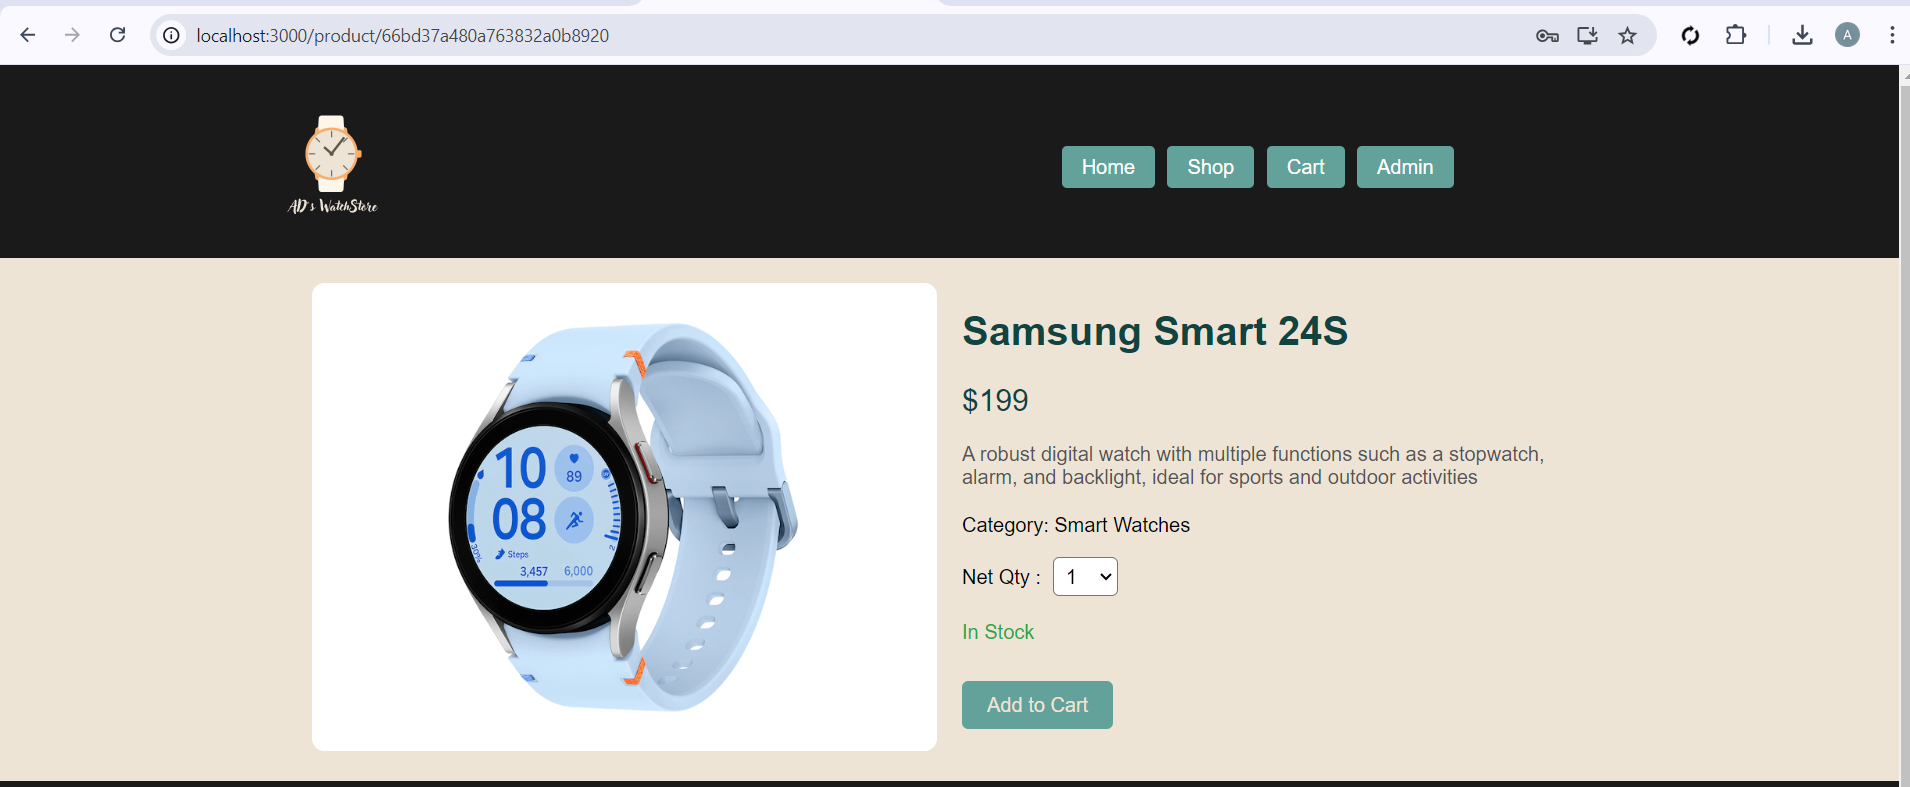 localhost:3000/product/66bd37a480a763832a0b8920
A
AD's WatchStore
Home Shop Cart Admin
Samsung Smart 24S
$199
A robust digital watch with multiple functions such as a stopwatch,
alarm, and backlight, ideal for sports and outdoor activities
Category: Smart Watches
Net Qty : 1
In Stock
Add to Cart
10
89
08
30%
Steps
3,457 6,000
2